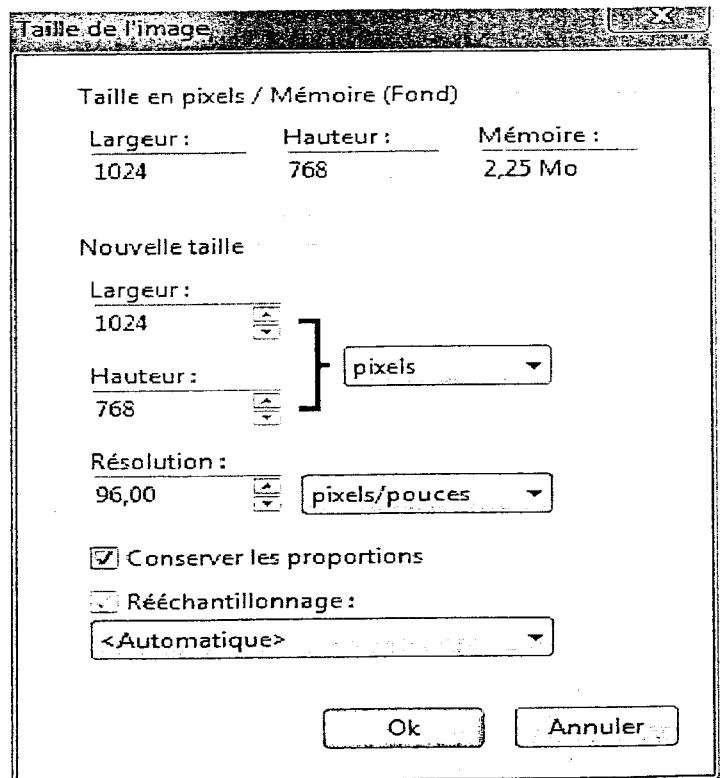 Taille de l'image
Taille en pixels / Mémoire (Fond)
Largeur : Hauteur : Mémoire :
1024 768 2,25 Mo
Nouvelle taille
Largeur :
1024
pixels
Hauteur :
768
Résolution :
96,00 pixels/pouces
Conserver les proportions
Rééchantillonnage :
<Automatique>
Ok Annuler